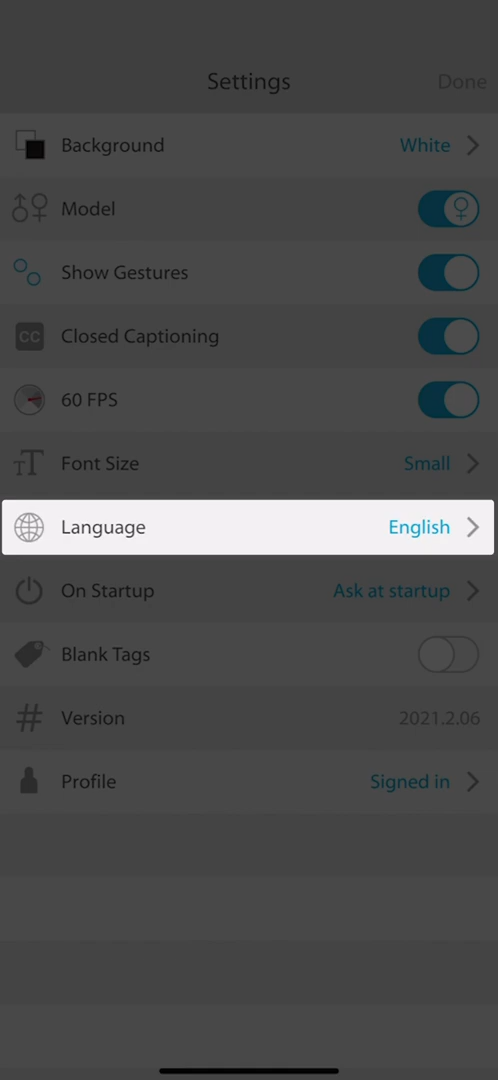 Settings
Done
Background
White
Model
Show Gestures
CC
Closed Captioning
60 FPS
TT
Font Size
Small
Language
English
On Startup
Ask at startup
Blank Tags
#
Version
2021.2.06
Profile
Signed in